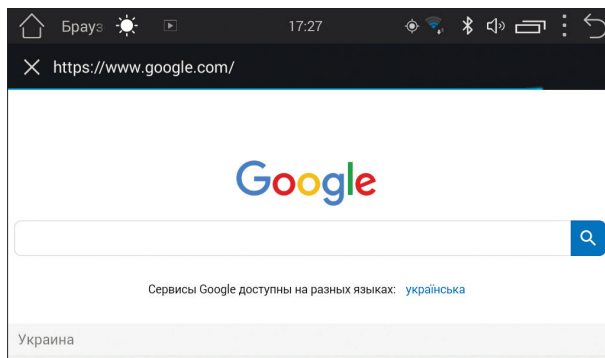 Брауз 17:27
https://www.google.com/
Google
Сервисы Google доступны на разных языках: українська
Украина